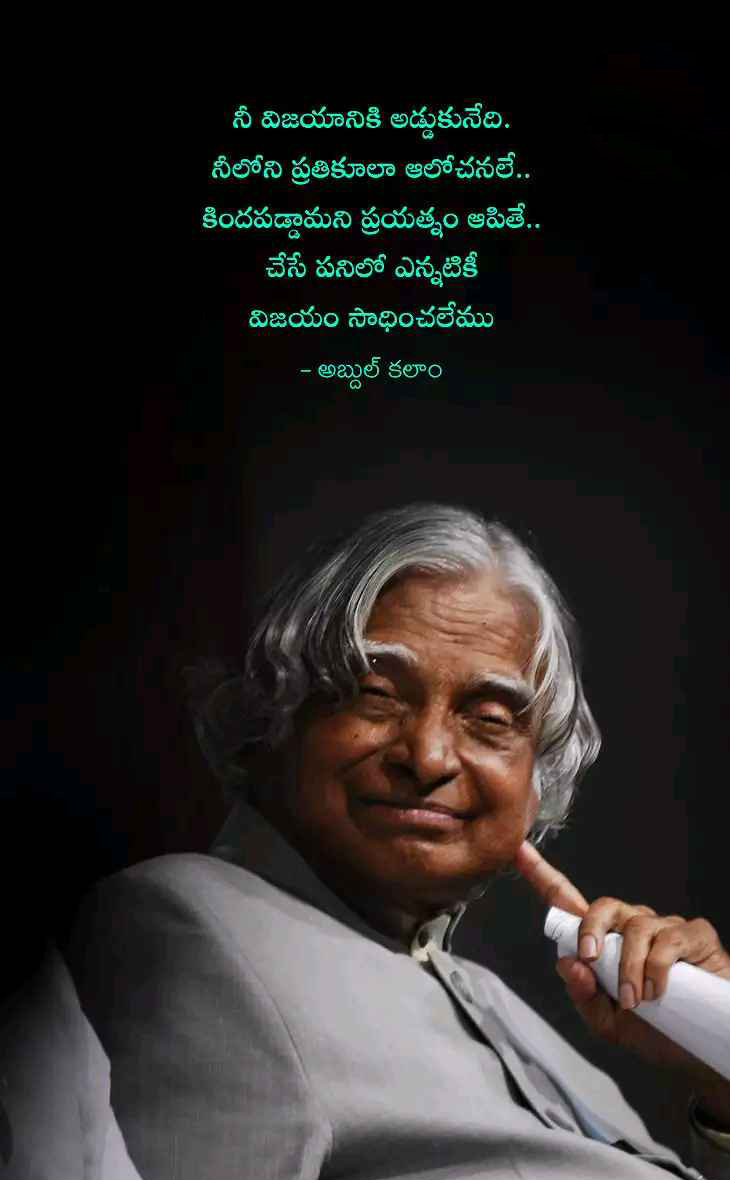 నీ విజయానికి అడ్డుకునేది.
నీలోని ప్రతికూలా ఆలోచనలే..
కిందపడ్డామని ప్రయత్నం ఆపితే..
చేసే పనిలో ఎన్నటికీ
విజయం సాధించలేము
- అబ్దుల్ కలాం